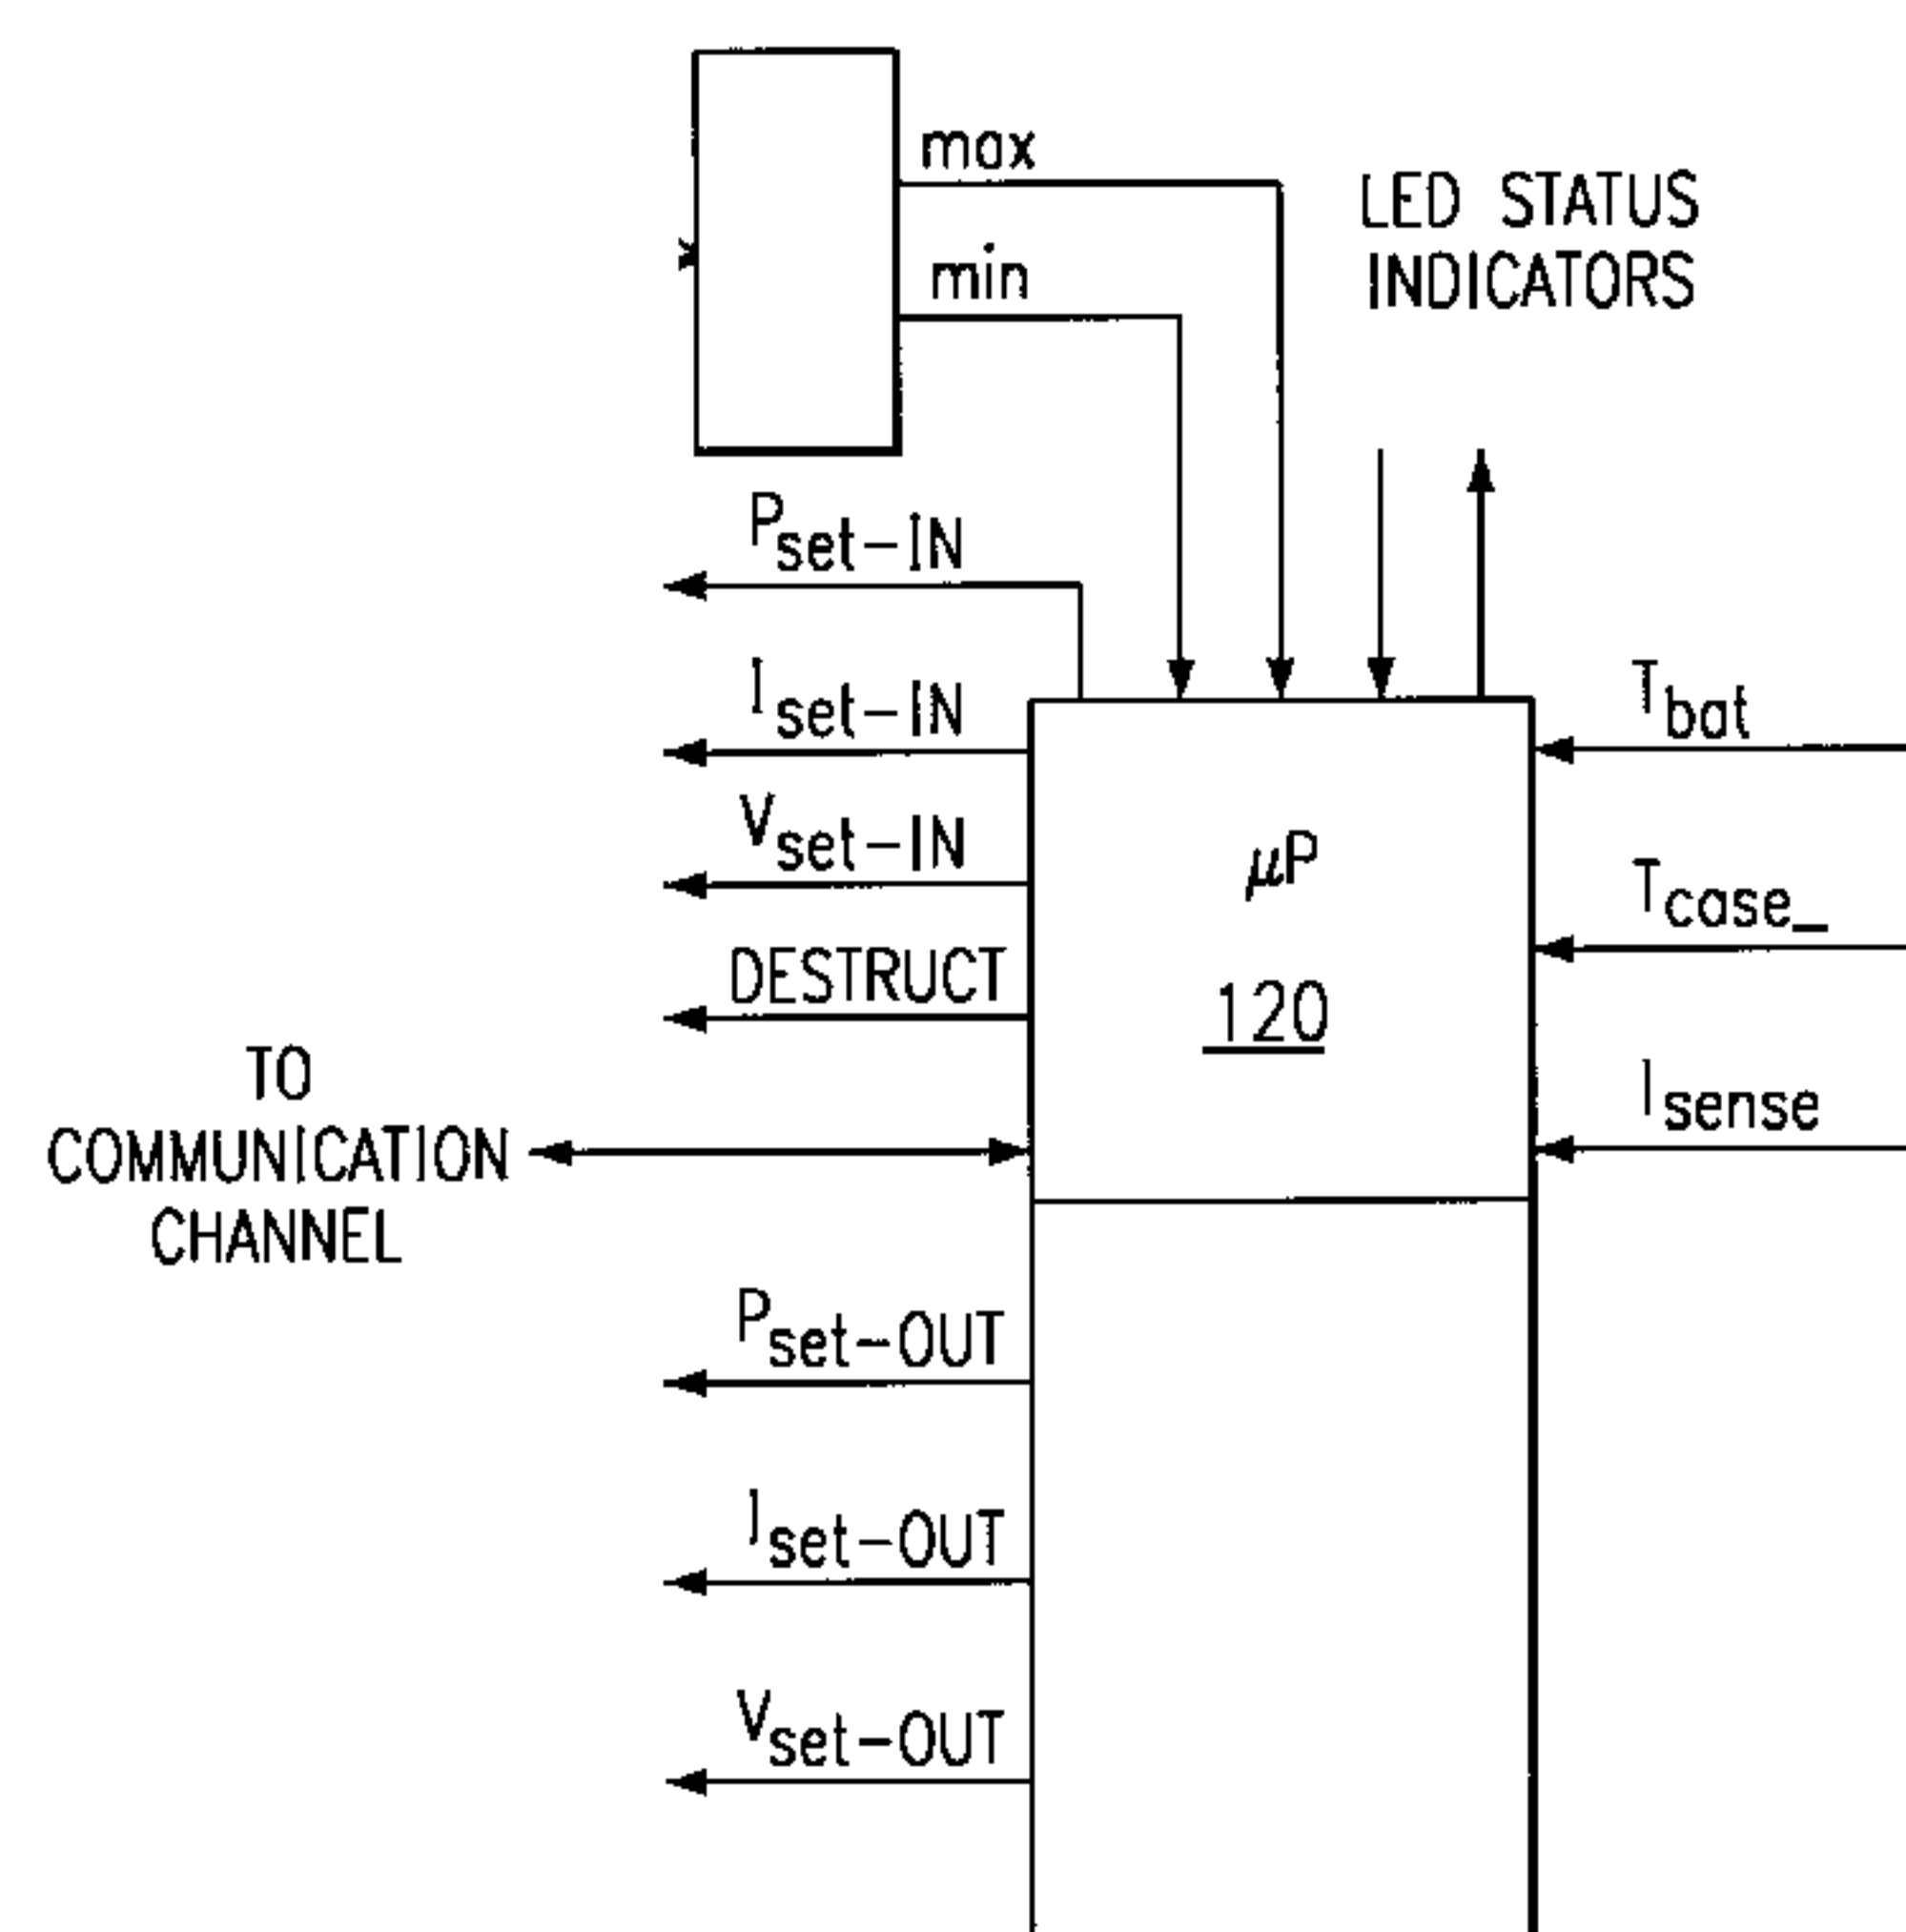 max
LED STATUS
INDICATORS
min
Pset-IN
Iset-IN
Tbat
Vset-IN
μP
Tcase_
DESTRUCT
120
TO
COMMUNICATION
CHANNEL
Isense
Pset-OUT
Iset-OUT
Vset-OUT